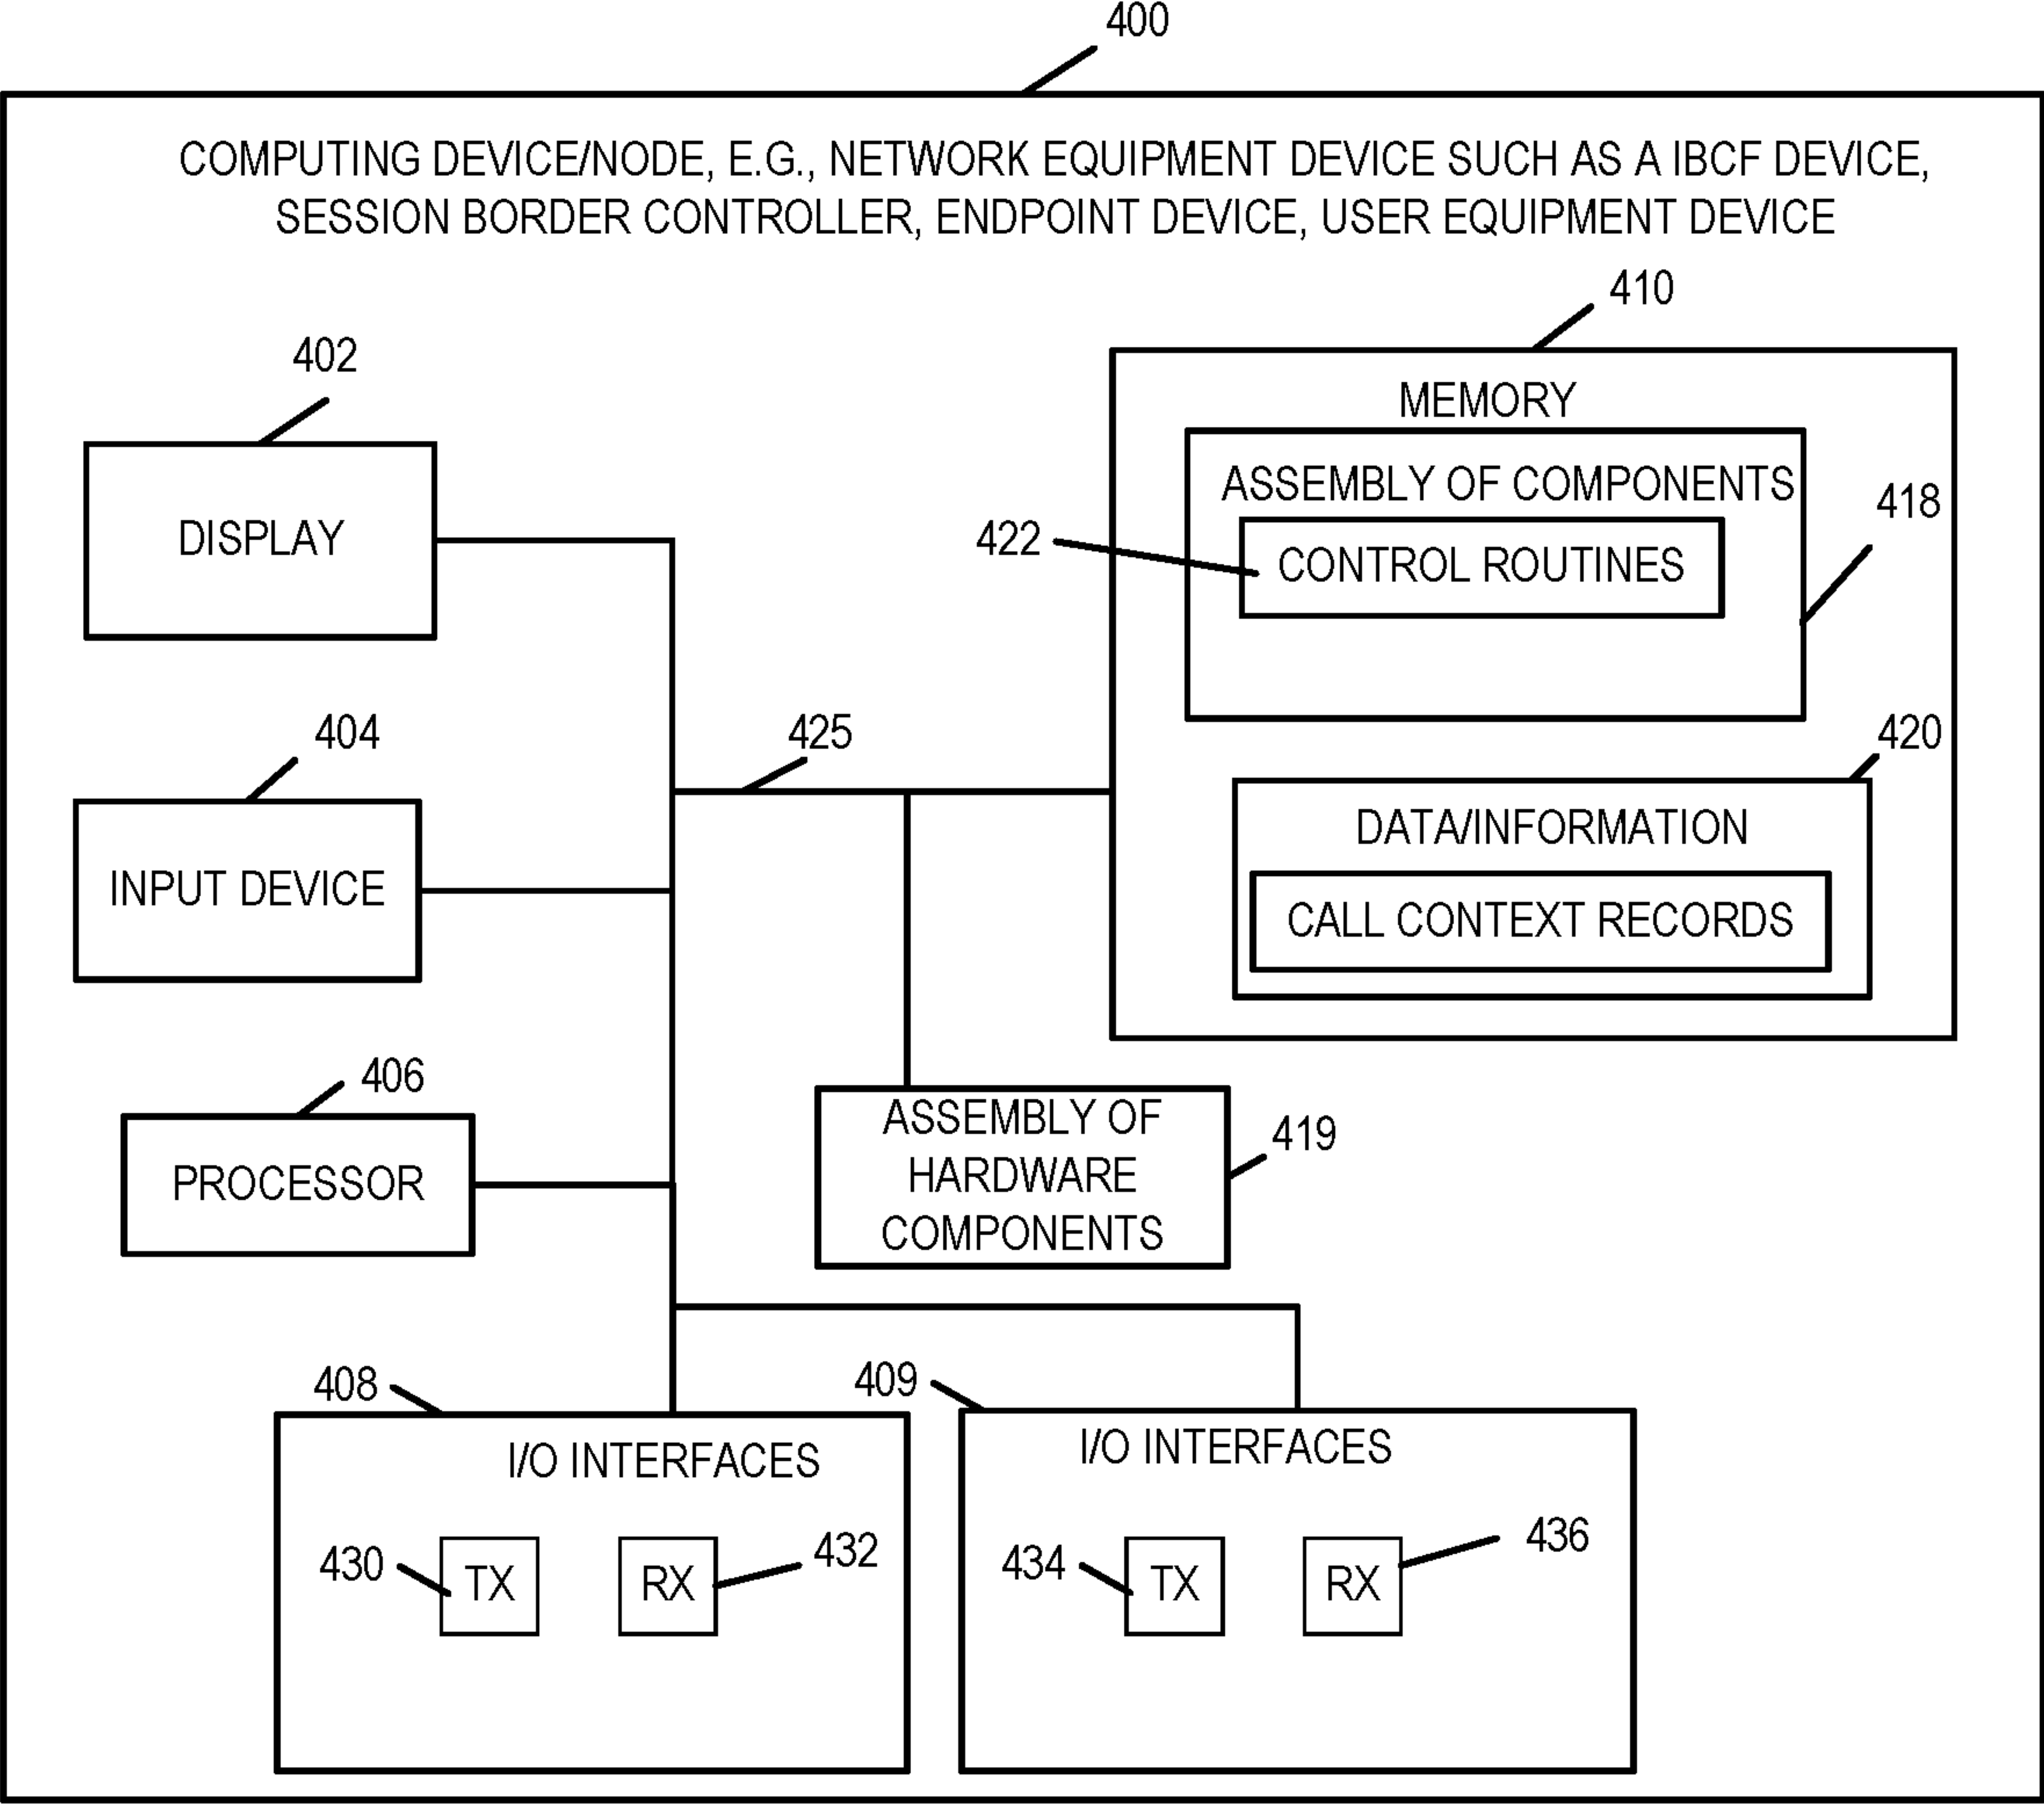 400
COMPUTING DEVICE/NODE, E.G., NETWORK EQUIPMENT DEVICE SUCH AS A IBCF DEVICE,
SESSION BORDER CONTROLLER, ENDPOINT DEVICE, USER EQUIPMENT DEVICE
410
402
MEMORY
ASSEMBLY OF COMPONENTS
418
DISPLAY
422
CONTROL ROUTINES
404
425
420
DATA/INFORMATION
INPUT DEVICE
CALL CONTEXT RECORDS
406
PROCESSOR
ASSEMBLY OF
HARDWARE
COMPONENTS
419
408
I/O INTERFACES
430
TX
RX
432
409
I/O INTERFACES
434
TX
RX
436